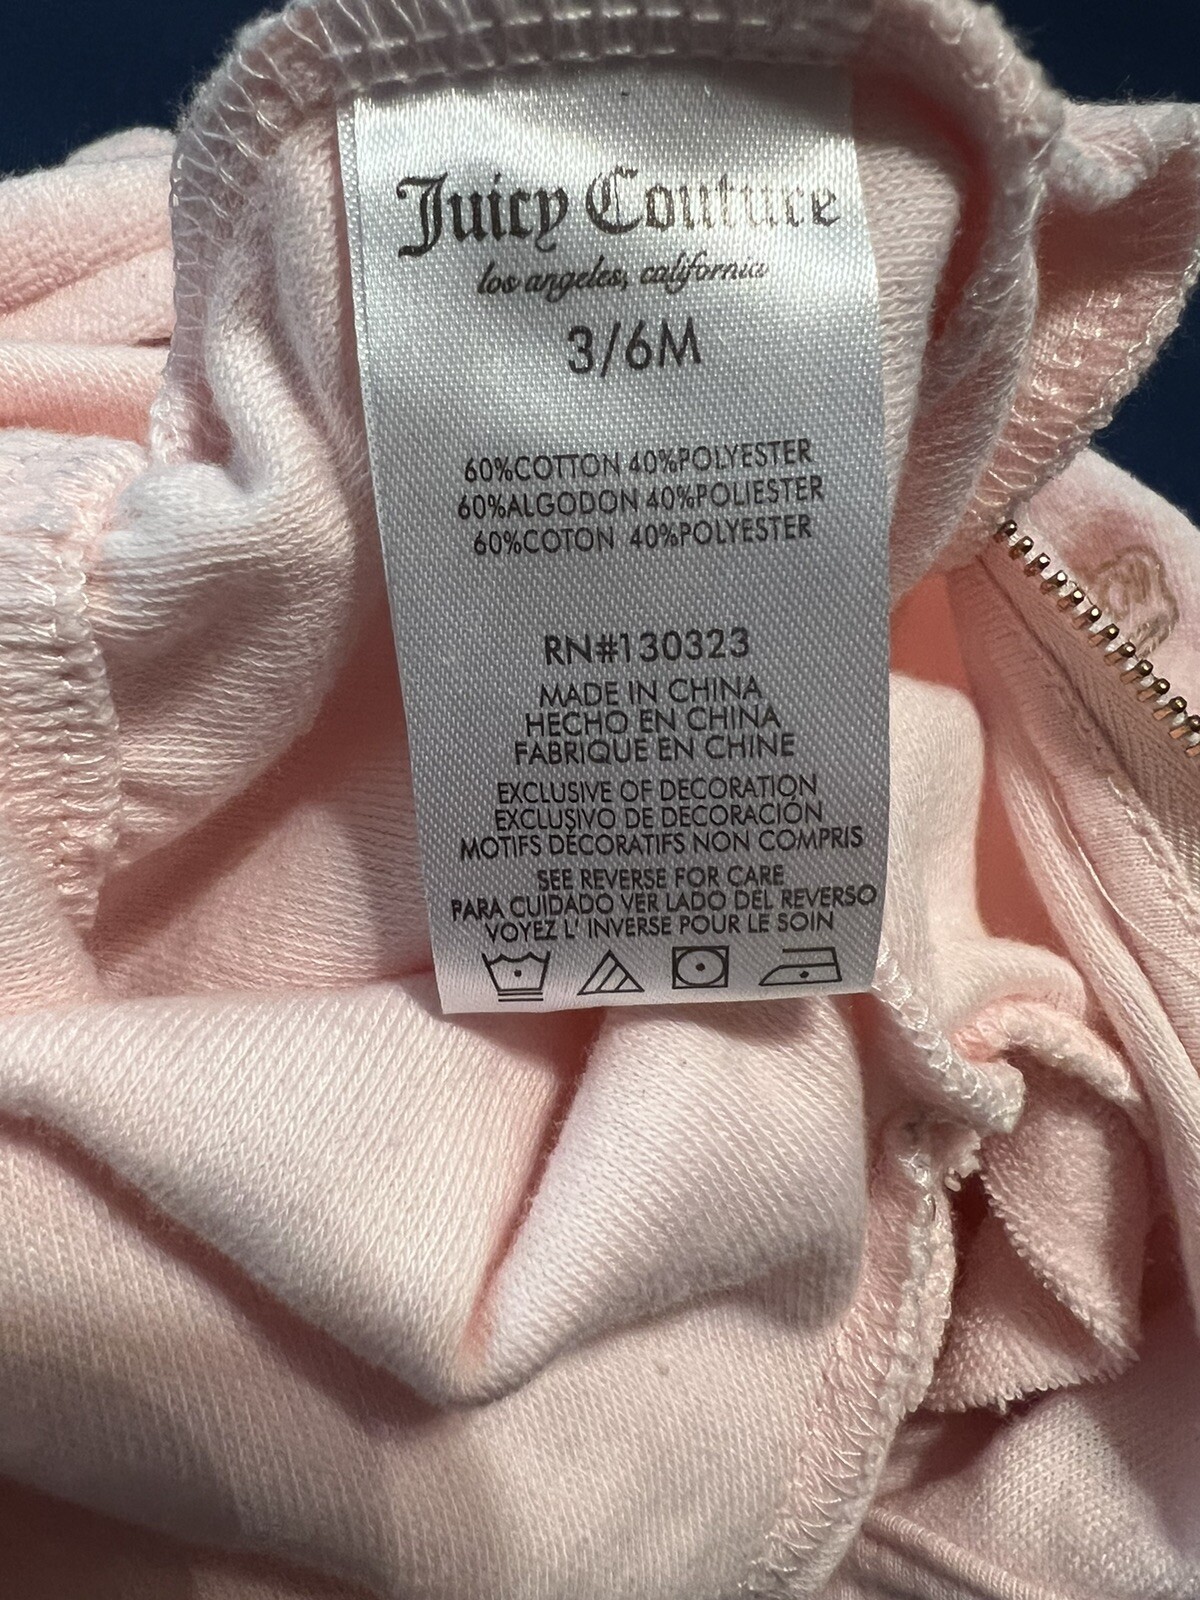 Juicy Couture
los angeles, california
3/6M
60%COTTON 40%POLYESTER
60%ALGODON 40%POLIESTER
60%COTON 40%POLYESTER
RN#130323
MADE IN CHINA
HECHO EN CHINA
FABRIQUE EN CHINE
EXCLUSIVE OF DECORATION
EXCLUSIVO DE DECORACIÓN
MOTIFS DÉCORATIFS NON COMPRIS
SEE REVERSE FOR CARE
PARA CUIDADO VER LADO DEL REVERSO
VOYEZ L' INVERSE POUR LE SOIN